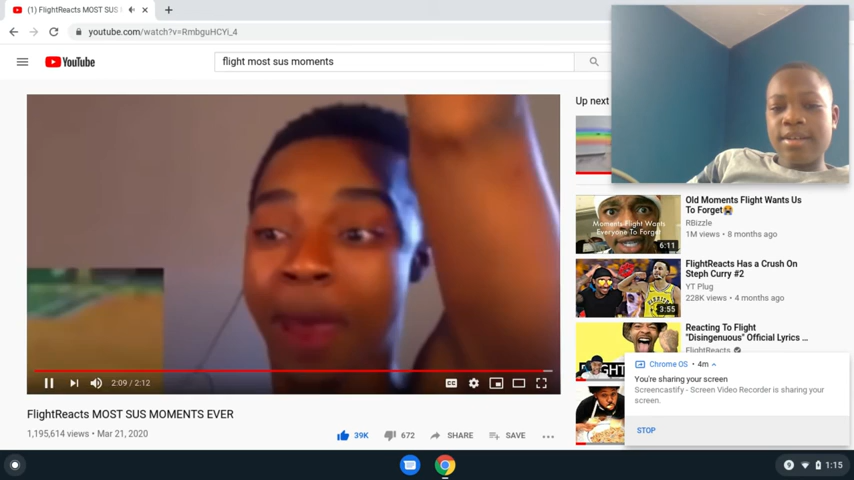 (1) FlightReacts MOST SUS M
youtube.com/watch?v=RmbguHCYi_4
YouTube
flight most sus moments
Up next
Moments Flight Wants
Everyone To Forget
6:11
Old Moments Flight Wants Us
To Forget😭
RBizzle
1M views • 8 months ago
3:55
FlightReacts Has a Crush On
Steph Curry #2
YT Plug
228K views • 4 months ago
Reacting To Flight
"Disingenuous" Official Lyrics ...
FlightReacts
2:09 / 2:12
CC
FlightReacts MOST SUS MOMENTS EVER
1,195,614 views • Mar 21, 2020
39K
672
SHARE
SAVE
Chrome OS • 4m
You're sharing your screen
Screencastify - Screen Video Recorder is sharing your
screen.
STOP
1:15